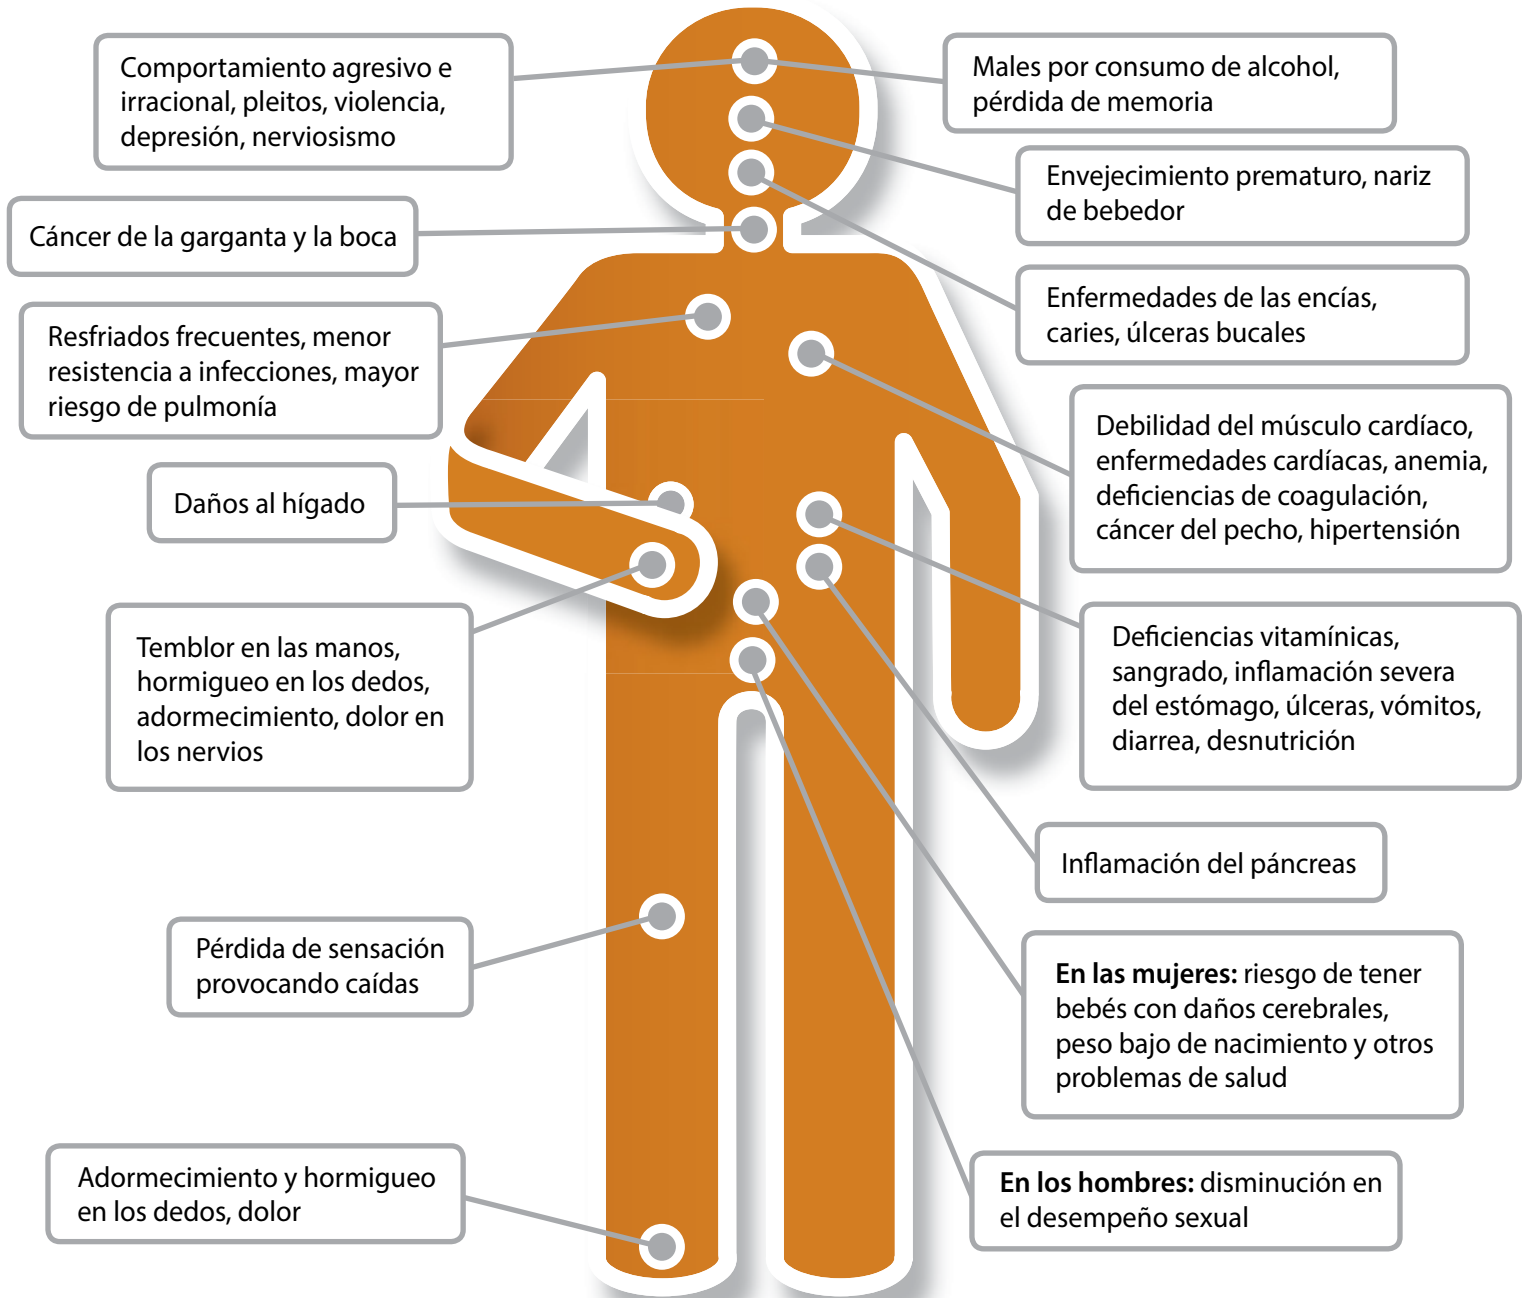 Comportamiento agresivo e
irracional, pleitos, violencia,
depresión, nerviosismo
Males por consumo de alcohol,
pérdida de memoria
Envejecimiento prematuro, nariz
de bebedor
Cáncer de la garganta y la boca
Enfermedades de las encías,
caries, úlceras bucales
Resfriados frecuentes, menor
resistencia a infecciones, mayor
riesgo de pulmonía
Debilidad del músculo cardíaco,
enfermedades cardíacas, anemia,
deficiencias de coagulación,
cáncer del pecho, hipertensión
Daños al hígado
Temblor en las manos,
hormigueo en los dedos,
adormecimiento, dolor en
los nervios
Deficiencias vitamínicas,
sangrado, inflamación severa
del estómago, úlceras, vómitos,
diarrea, desnutrición
Inflamación del páncreas
Pérdida de sensación
provocando caídas
En las mujeres: riesgo de tener
bebés con daños cerebrales,
peso bajo de nacimiento y otros
problemas de salud
Adormecimiento y hormigueo
en los dedos, dolor
En los hombres: disminución en
el desempeño sexual